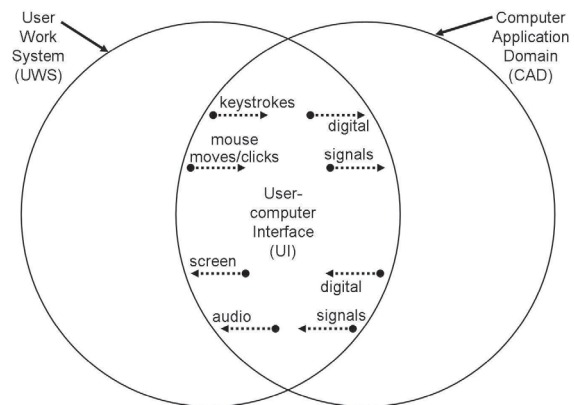 User
Work
System
(UWS)
Computer
Application
Domain
(CAD)
keystrokes
digital
mouse
moves/clicks
signals
User-
computer
Interface
(UI)
screen
digital
audio
signals